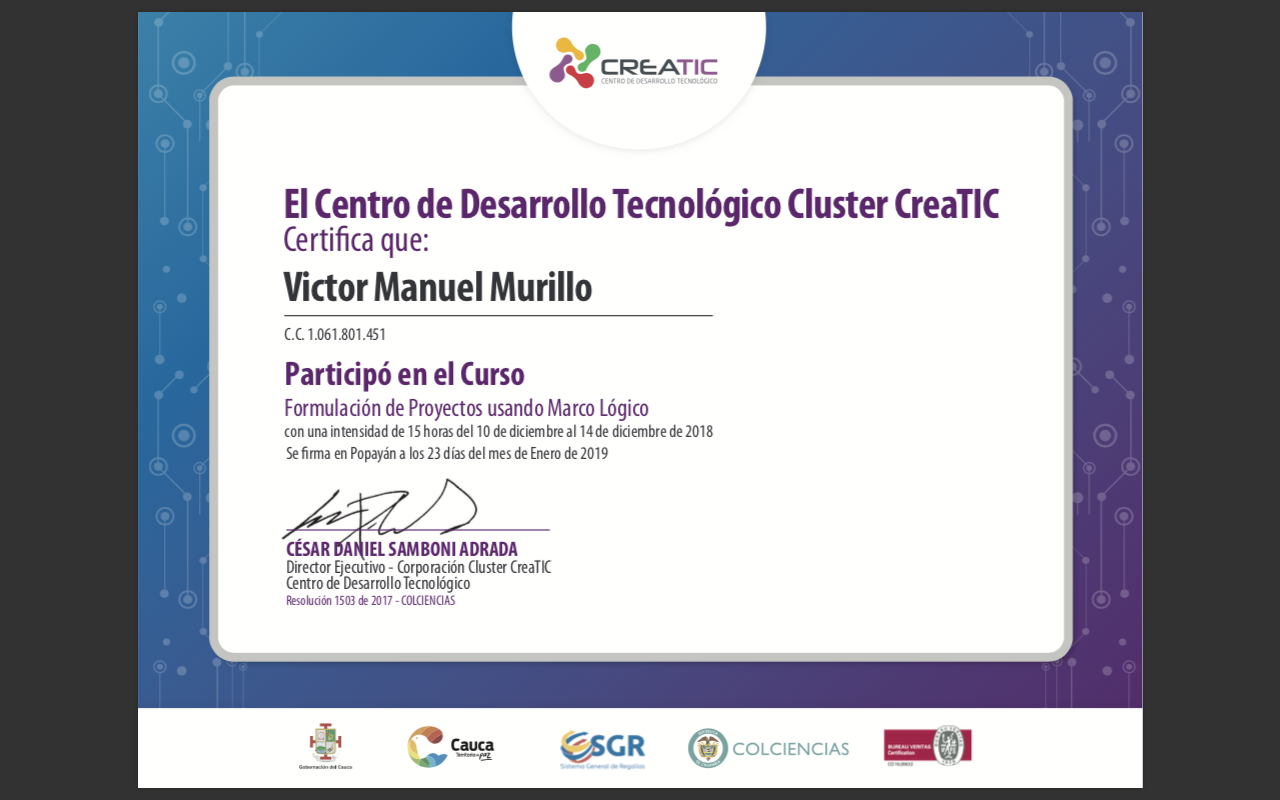 CREATIC
CENTRO DE DESARROLLO TECNOLÓGICO
El Centro de Desarrollo Tecnológico Cluster CreaTIC
Certifica que:
Victor Manuel Murillo
C.C. 1.061.801.451
Participó en el Curso
Formulación de Proyectos usando Marco Lógico
con una intensidad de 15 horas del 10 de diciembre al 14 de diciembre de 2018
Se firma en Popayán a los 23 días del mes de Enero de 2019
CÉSAR DANIEL SAMBONI ADRADA
Director Ejecutivo - Corporación Cluster CreaTIC
Centro de Desarrollo Tecnológico
Resolución 1503 de 2017 - COLCIENCIAS
Gobernación del Cauca
Cauca
Territorio de paz
SGR
Sistema General de Regalías
COLCIENCIAS
BUREAU VERITAS
Certification